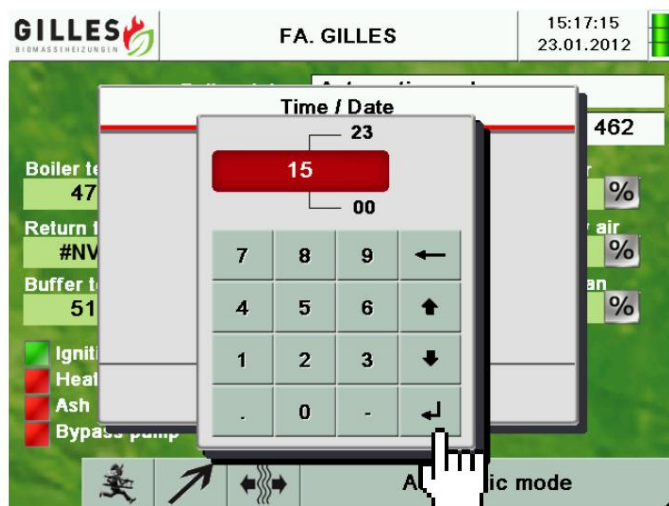 GILLES
BIOMASSEHEIZUNGEN
FA. GILLES
15:17:15
23.01.2012
Time / Date
23
15
00
462
Boiler te
47
%
Return t
air
#NV
%
Buffer t
an
51
%
7 8 9
4 5 6
1 2 3
. 0 -
Igniti
Heat
Ash
Bypass pump
A ic mode